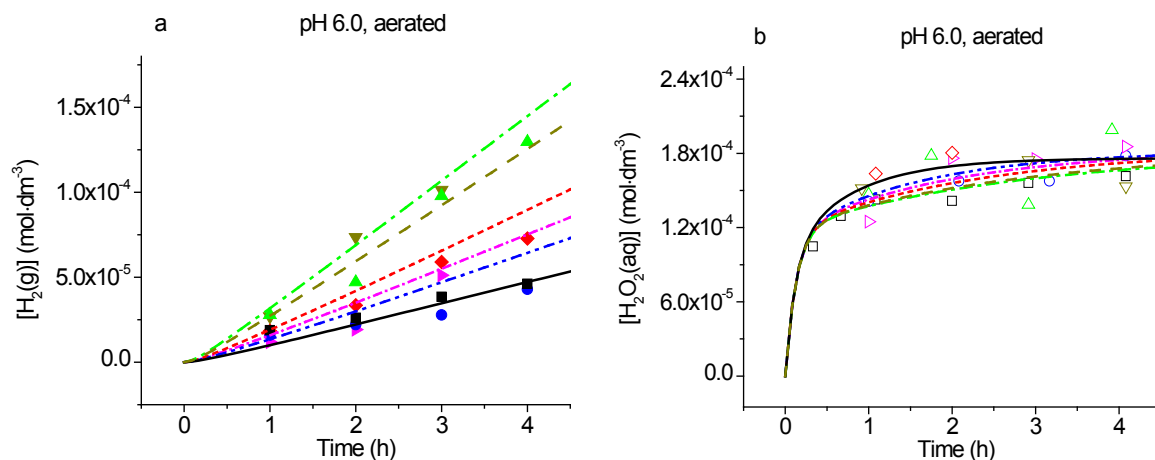 a
pH 6.0, aerated
[H₂(g)] (mol·dm⁻³)
1.5x10⁻⁴
1.0x10⁻⁴
5.0x10⁻⁵
0.0
0 1 2 3 4
Time (h)
b
pH 6.0, aerated
[H₂O₂(aq)] (mol·dm⁻³)
2.4x10⁻⁴
1.8x10⁻⁴
1.2x10⁻⁴
6.0x10⁻⁵
0.0
0 1 2 3 4
Time (h)